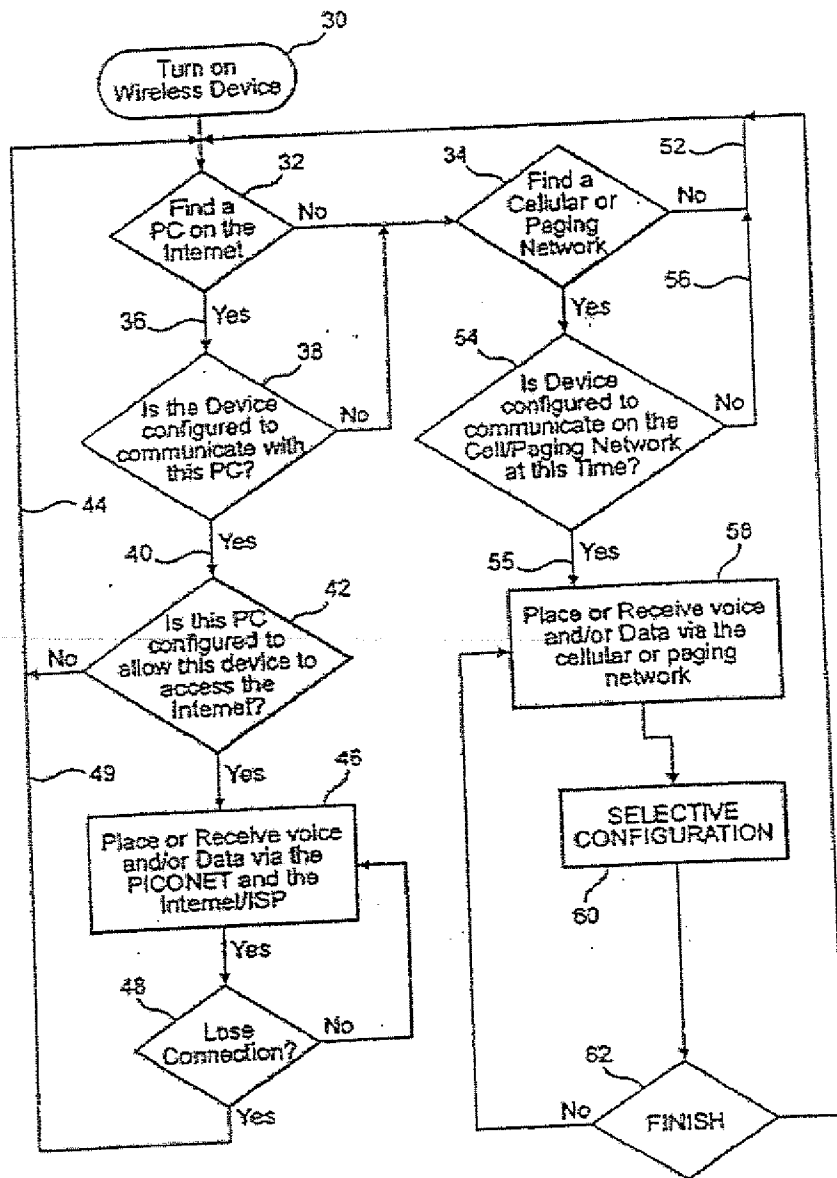 30
Turn on
Wireless Device
32
Find a
PC on the
Internet
No
34
Find a
Cellular or
Paging
Network
No
52
36
Yes
Yes
56
38
Is the Device
configured to
communicate with
this PC?
No
54
Is Device
configured to
communicate on the
Cell/Paging Network
at this Time?
No
44
40
Yes
55
Yes
42
Is this PC
configured to
allow this device to
access the
Internet?
No
58
Place or Receive voice
and/or Data via the
cellular or paging
network
49
Yes
46
Place or Receive voice
and/or Data via the
PICONET and the
Internet/ISP
SELECTIVE
CONFIGURATION
60
Yes
48
Lose
Connection?
No
Yes
62
FINISH
No